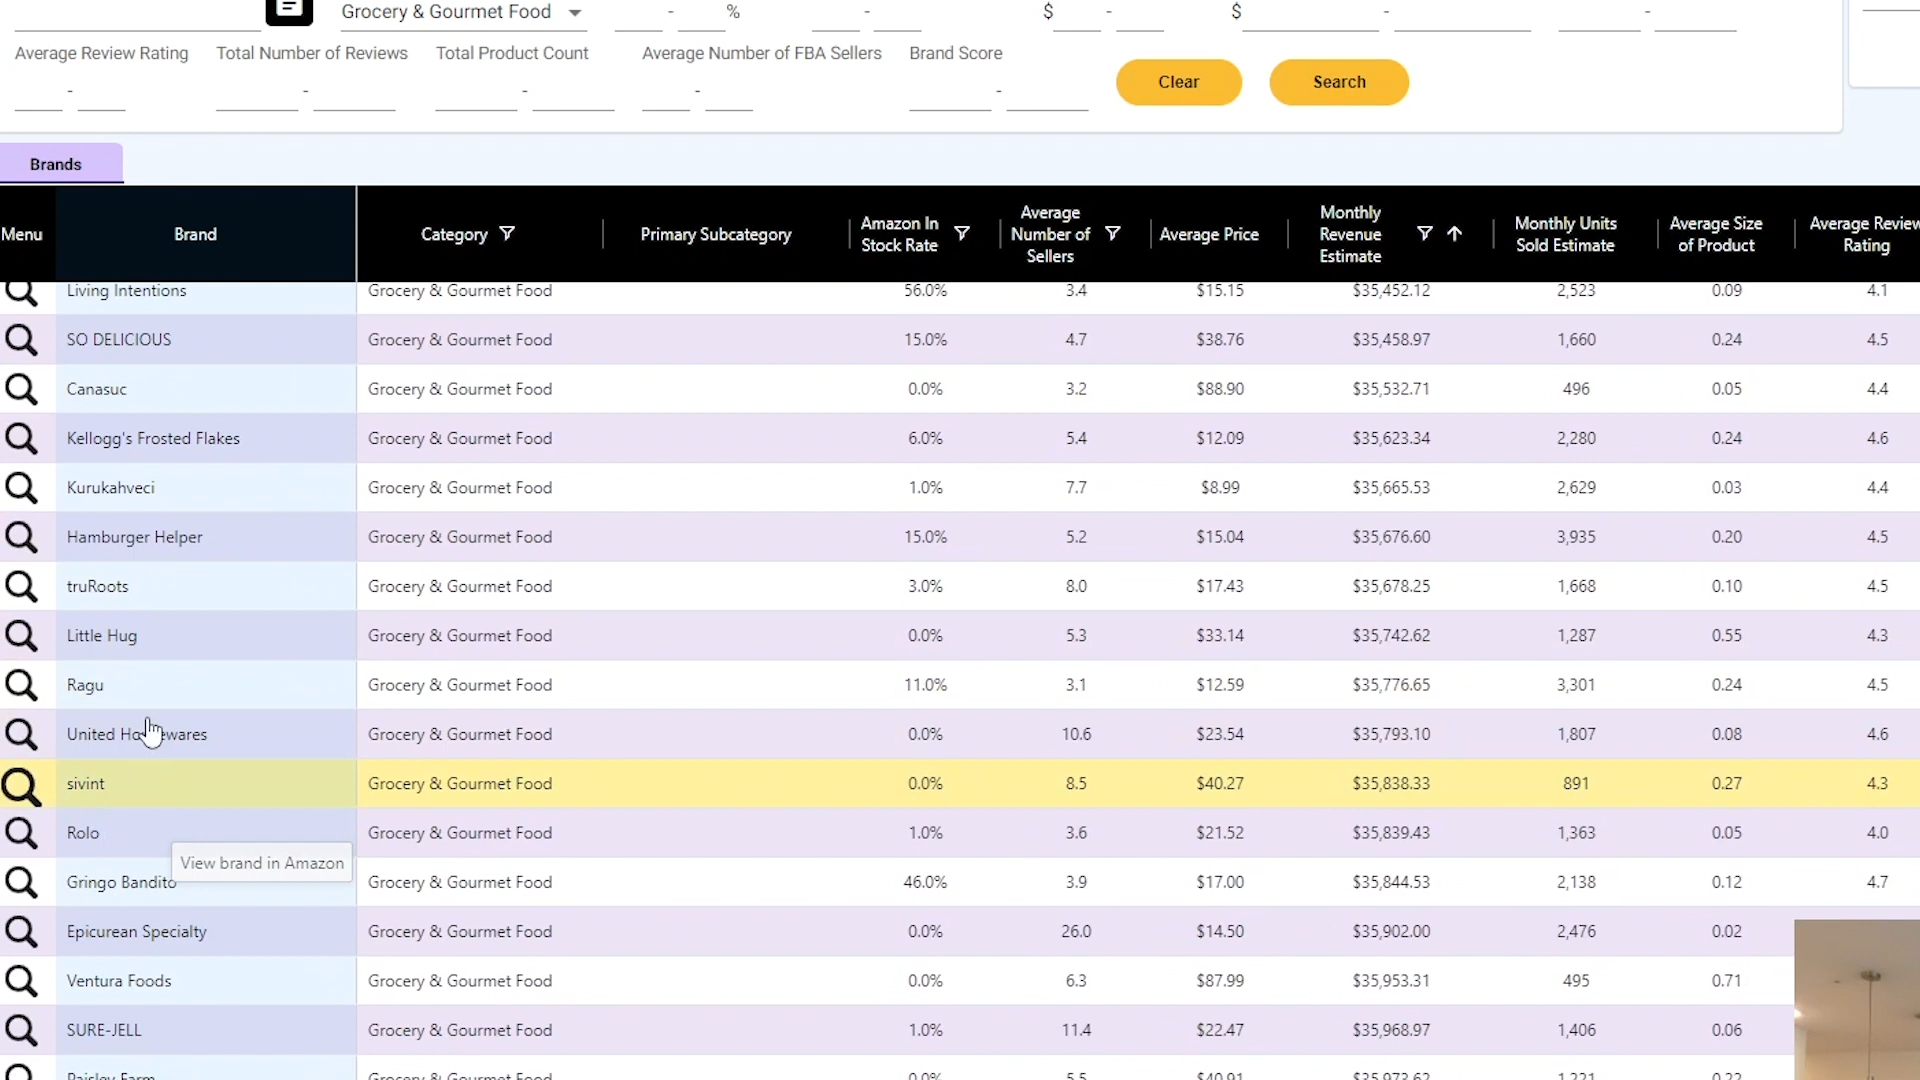 Grocery & Gourmet Food - % - $ - $ - -
Average Review Rating Total Number of Reviews Total Product Count Average Number of FBA Sellers Brand Score
- - - - - Clear Search
Brands
Menu Brand Category Primary Subcategory Amazon In Stock Rate Average Number of Sellers Average Price Monthly Revenue Estimate Monthly Units Sold Estimate Average Size of Product Average Review Rating
Living Intentions Grocery & Gourmet Food 56.0% 3.4 $15.15 $35,452.12 2,523 0.09 4.1
SO DELICIOUS Grocery & Gourmet Food 15.0% 4.7 $38.76 $35,458.97 1,660 0.24 4.5
Canasuc Grocery & Gourmet Food 0.0% 3.2 $88.90 $35,532.71 496 0.05 4.4
Kellogg's Frosted Flakes Grocery & Gourmet Food 6.0% 5.4 $12.09 $35,623.34 2,280 0.24 4.6
Kurukahveci Grocery & Gourmet Food 1.0% 7.7 $8.99 $35,665.53 2,629 0.03 4.4
Hamburger Helper Grocery & Gourmet Food 15.0% 5.2 $15.04 $35,676.60 3,935 0.20 4.5
truRoots Grocery & Gourmet Food 3.0% 8.0 $17.43 $35,678.25 1,668 0.10 4.5
Little Hug Grocery & Gourmet Food 0.0% 5.3 $33.14 $35,742.62 1,287 0.55 4.3
Ragu Grocery & Gourmet Food 11.0% 3.1 $12.59 $35,776.65 3,301 0.24 4.5
United Housewares Grocery & Gourmet Food 0.0% 10.6 $23.54 $35,793.10 1,807 0.08 4.6
sivint Grocery & Gourmet Food 0.0% 8.5 $40.27 $35,838.33 891 0.27 4.3
Rolo Grocery & Gourmet Food 1.0% 3.6 $21.52 $35,839.43 1,363 0.05 4.0
View brand in Amazon
Gringo Bandito Grocery & Gourmet Food 46.0% 3.9 $17.00 $35,844.53 2,138 0.12 4.7
Epicurean Specialty Grocery & Gourmet Food 0.0% 26.0 $14.50 $35,902.00 2,476 0.02
Ventura Foods Grocery & Gourmet Food 0.0% 6.3 $87.99 $35,953.31 495 0.71
SURE-JELL Grocery & Gourmet Food 1.0% 11.4 $22.47 $35,968.97 1,406 0.06
Paisley Farm Grocery & Gourmet Food 0.0% 5.5 $40.91 $35,973.62 1,221 0.22